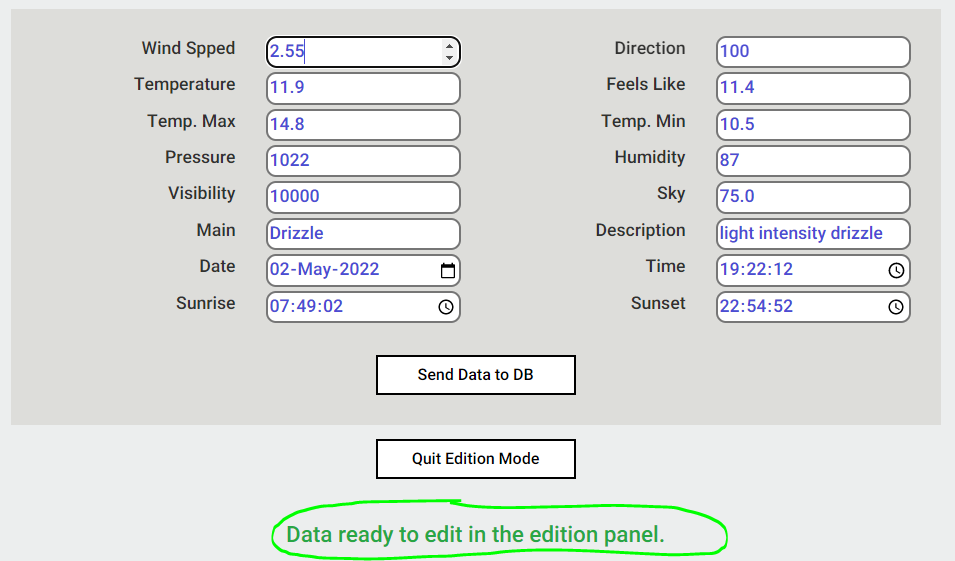 Wind Spped 2.55 Direction 100
Temperature 11.9 Feels Like 11.4
Temp. Max 14.8 Temp. Min 10.5
Pressure 1022 Humidity 87
Visibility 10000 Sky 75.0
Main Drizzle Description light intensity drizzle
Date 02-May-2022 Time 19:22:12
Sunrise 07:49:02 Sunset 22:54:52
Send Data to DB
Quit Edition Mode
Data ready to edit in the edition panel.